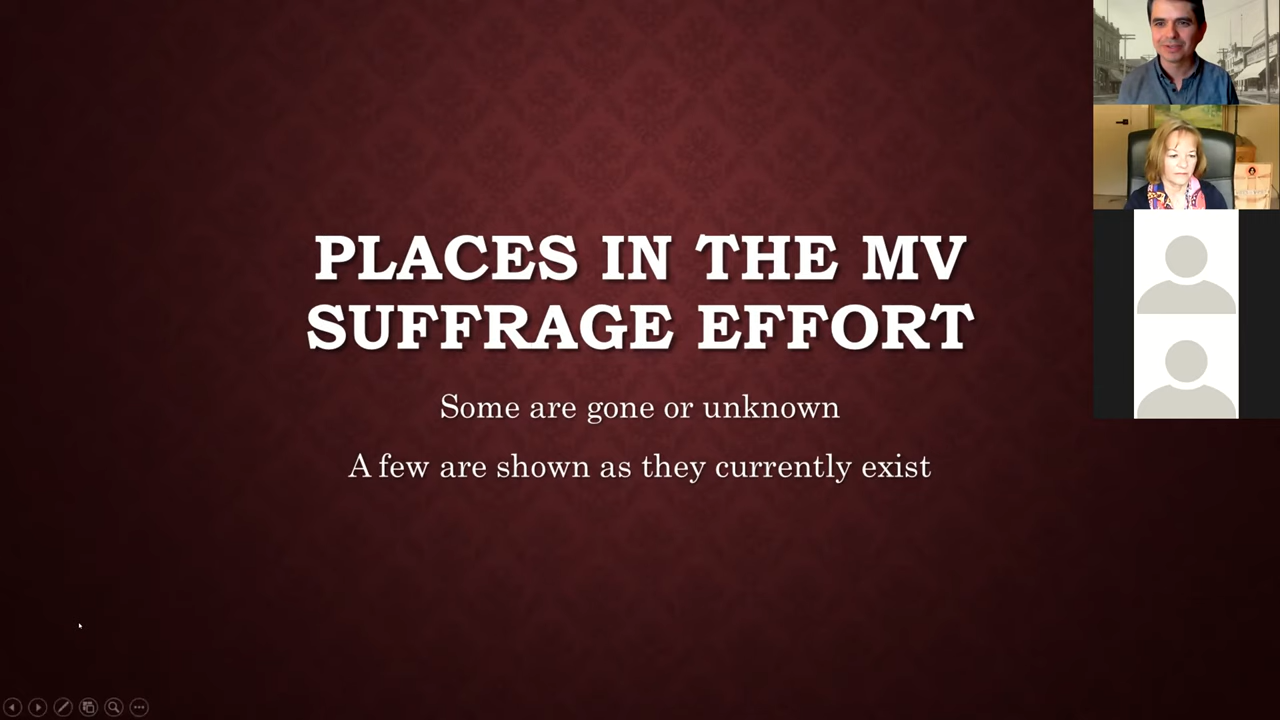 PLACES IN THE MV
SUFFRAGE EFFORT
Some are gone or unknown
A few are shown as they currently exist